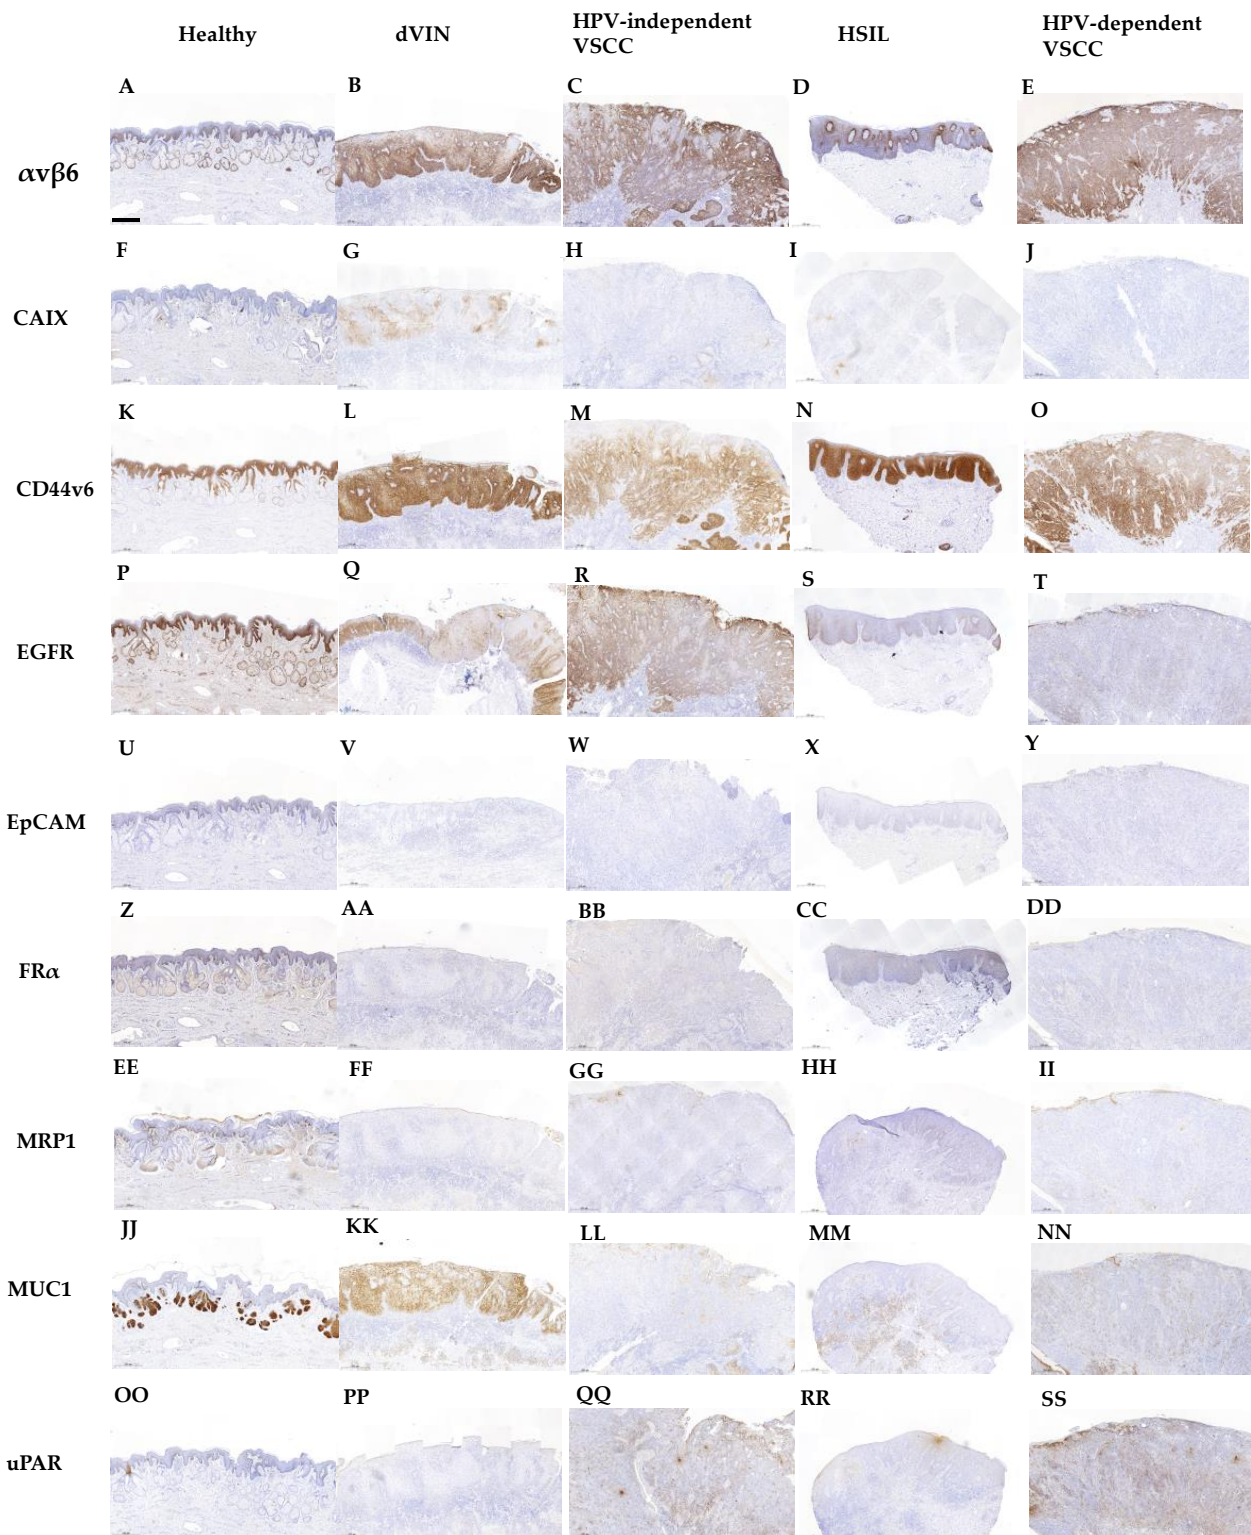 Healthy
dVIN
HPV-independent
VSCC
HSIL
HPV-dependent
VSCC
A
B
C
D
E
αvβ6
F
G
H
I
J
CAIX
K
L
M
N
O
CD44v6
P
Q
R
S
T
EGFR
U
V
W
X
Y
EpCAM
Z
AA
BB
CC
DD
FRα
EE
FF
GG
HH
II
MRP1
JJ
KK
LL
MM
NN
MUC1
OO
PP
QQ
RR
SS
uPAR